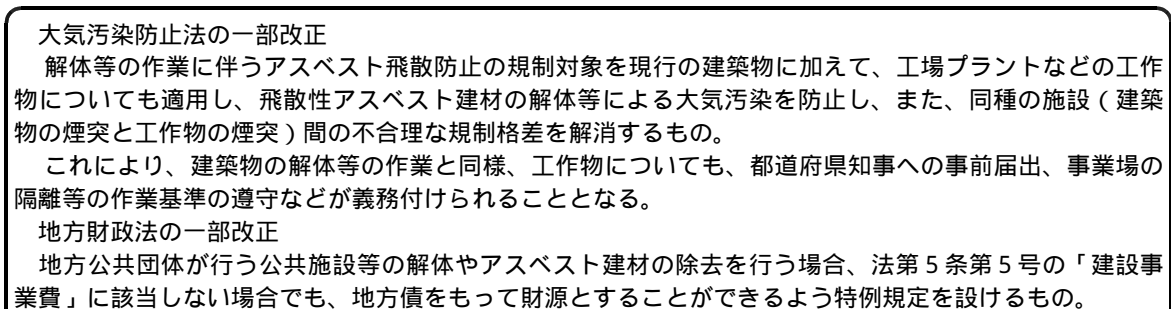 大気汚染防止法の一部改正
解体等の作業に伴うアスベスト飛散防止の規制対象を現行の建築物に加えて、工場プラントなどの工作
物についても適用し、飛散性アスベスト建材の解体等による大気汚染を防止し、また、同種の施設(建築
物の煙突と工作物の煙突)間の不合理な規制格差を解消するもの。
これにより、建築物の解体等の作業と同様、工作物についても、都道府県知事への事前届出、事業場の
隔離等の作業基準の遵守などが義務付けられることとなる。
地方財政法の一部改正
地方公共団体が行う公共施設等の解体やアスベスト建材の除去を行う場合、法第5条第5号の「建設事
業費」に該当しない場合でも、地方債をもって財源とすることができるよう特例規定を設けるもの。